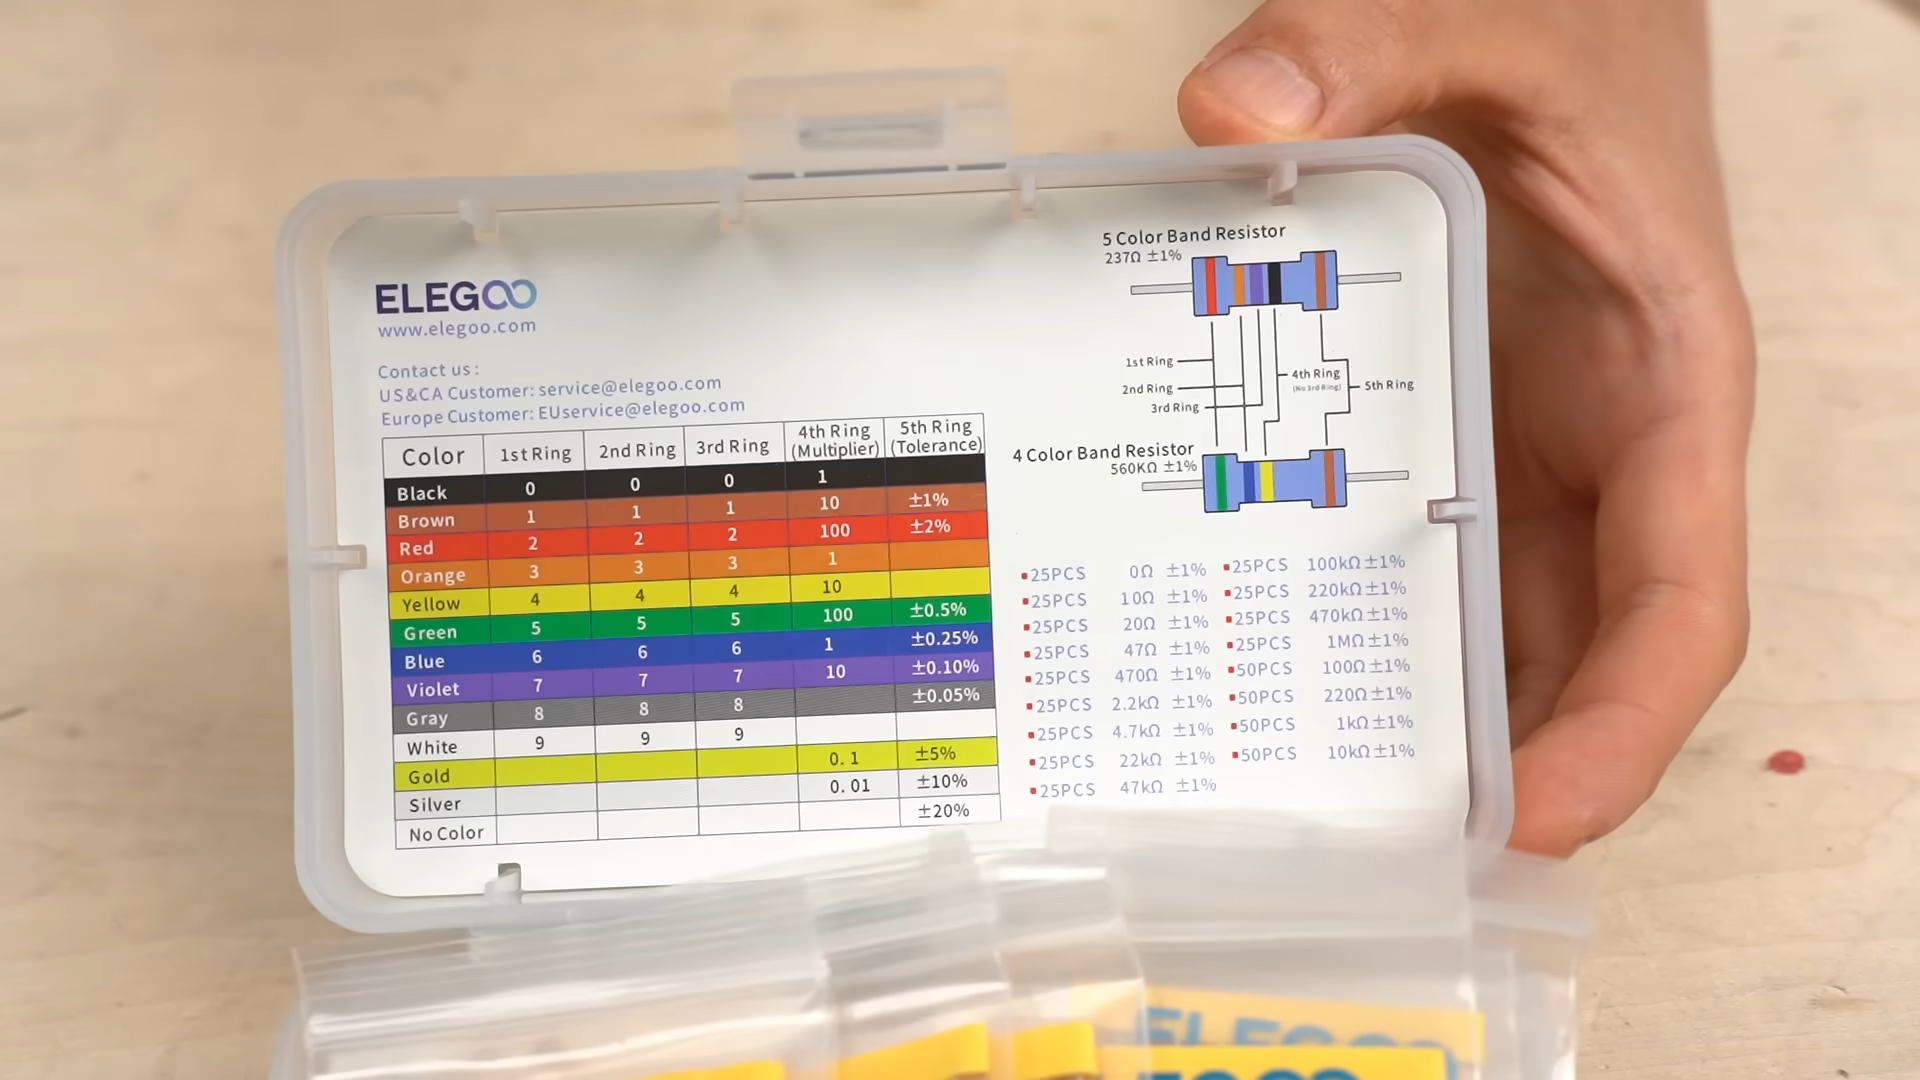 ELEGOO
www.elegoo.com
Contact us :
US&CA Customer: service@elegoo.com
Europe Customer: EUservice@elegoo.com
Color 1st Ring 2nd Ring 3rd Ring 4th Ring (Multiplier) 5th Ring (Tolerance)
Black 0 0 0 1
Brown 1 1 1 10 ±1%
Red 2 2 2 100 ±2%
Orange 3 3 3 1
Yellow 4 4 4 10
Green 5 5 5 100 ±0.5%
Blue 6 6 6 1 ±0.25%
Violet 7 7 7 10 ±0.10%
Gray 8 8 8 ±0.05%
White 9 9 9
Gold 0.1 ±5%
Silver 0.01 ±10%
No Color ±20%
5 Color Band Resistor
237Ω ±1%
1st Ring
2nd Ring
3rd Ring
4th Ring
(No 3rd Ring)
5th Ring
4 Color Band Resistor
560KΩ ±1%
25PCS 0Ω ±1% 25PCS 100kΩ±1%
25PCS 10Ω ±1% 25PCS 220kΩ±1%
25PCS 20Ω ±1% 25PCS 470kΩ±1%
25PCS 47Ω ±1% 25PCS 1MΩ±1%
25PCS 470Ω ±1% 50PCS 100Ω±1%
25PCS 2.2kΩ ±1% 50PCS 220Ω±1%
25PCS 4.7kΩ ±1% 50PCS 1kΩ±1%
25PCS 22kΩ ±1% 50PCS 10kΩ±1%
25PCS 47kΩ ±1%
ELEGOO